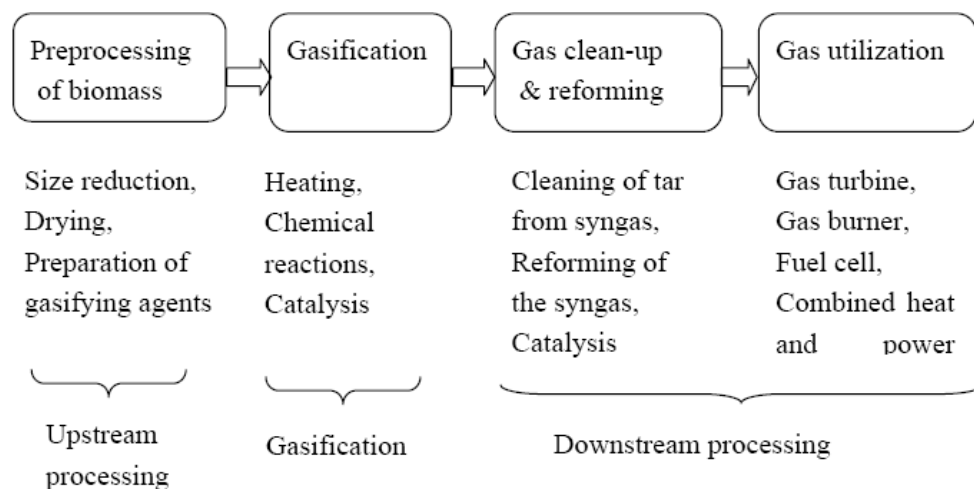 Preprocessing
of biomass
Gasification
Gas clean-up
& reforming
Gas utilization
Size reduction,
Drying,
Preparation of
gasifying agents
Heating,
Chemical
reactions,
Catalysis
Cleaning of tar
from syngas,
Reforming of
the syngas,
Catalysis
Gas turbine,
Gas burner,
Fuel cell,
Combined heat
and power
Upstream
processing
Gasification
Downstream processing